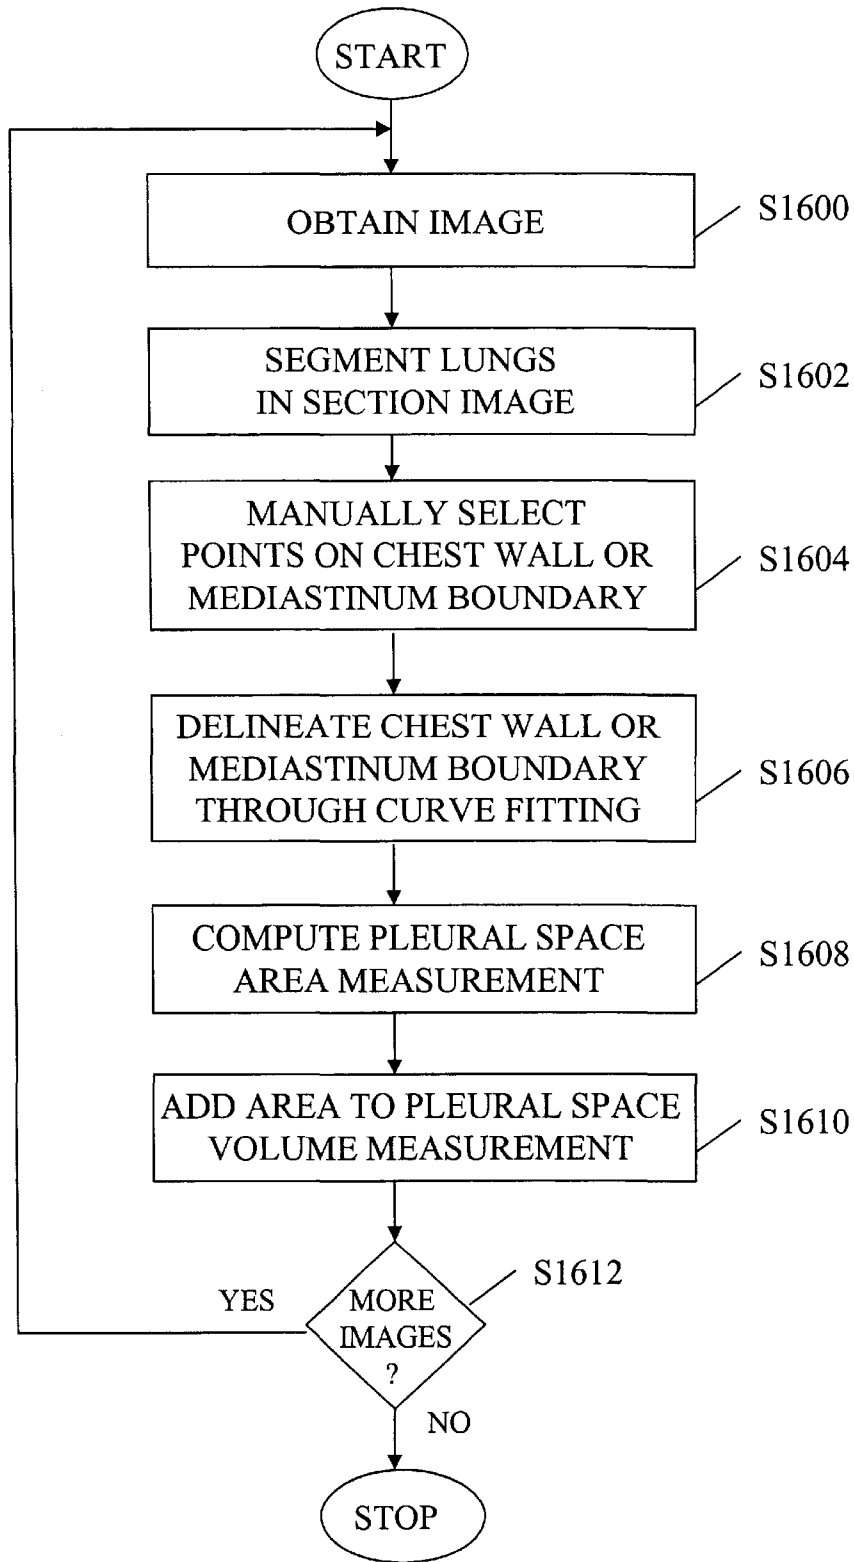 START
OBTAIN IMAGE
S1600
SEGMENT LUNGS
IN SECTION IMAGE
S1602
MANUALLY SELECT
POINTS ON CHEST WALL OR
MEDIASTINUM BOUNDARY
S1604
DELINEATE CHEST WALL OR
MEDIASTINUM BOUNDARY
THROUGH CURVE FITTING
S1606
COMPUTE PLEURAL SPACE
AREA MEASUREMENT
S1608
ADD AREA TO PLEURAL SPACE
VOLUME MEASUREMENT
S1610
S1612
YES
MORE
IMAGES
?
NO
STOP